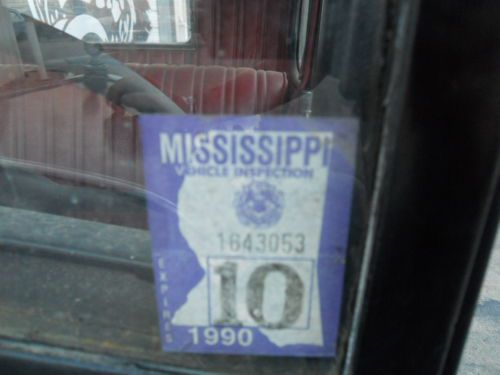 MISSISSIPPI
VEHICLE INSPECTION
1643053
10
EXPIRES
1990